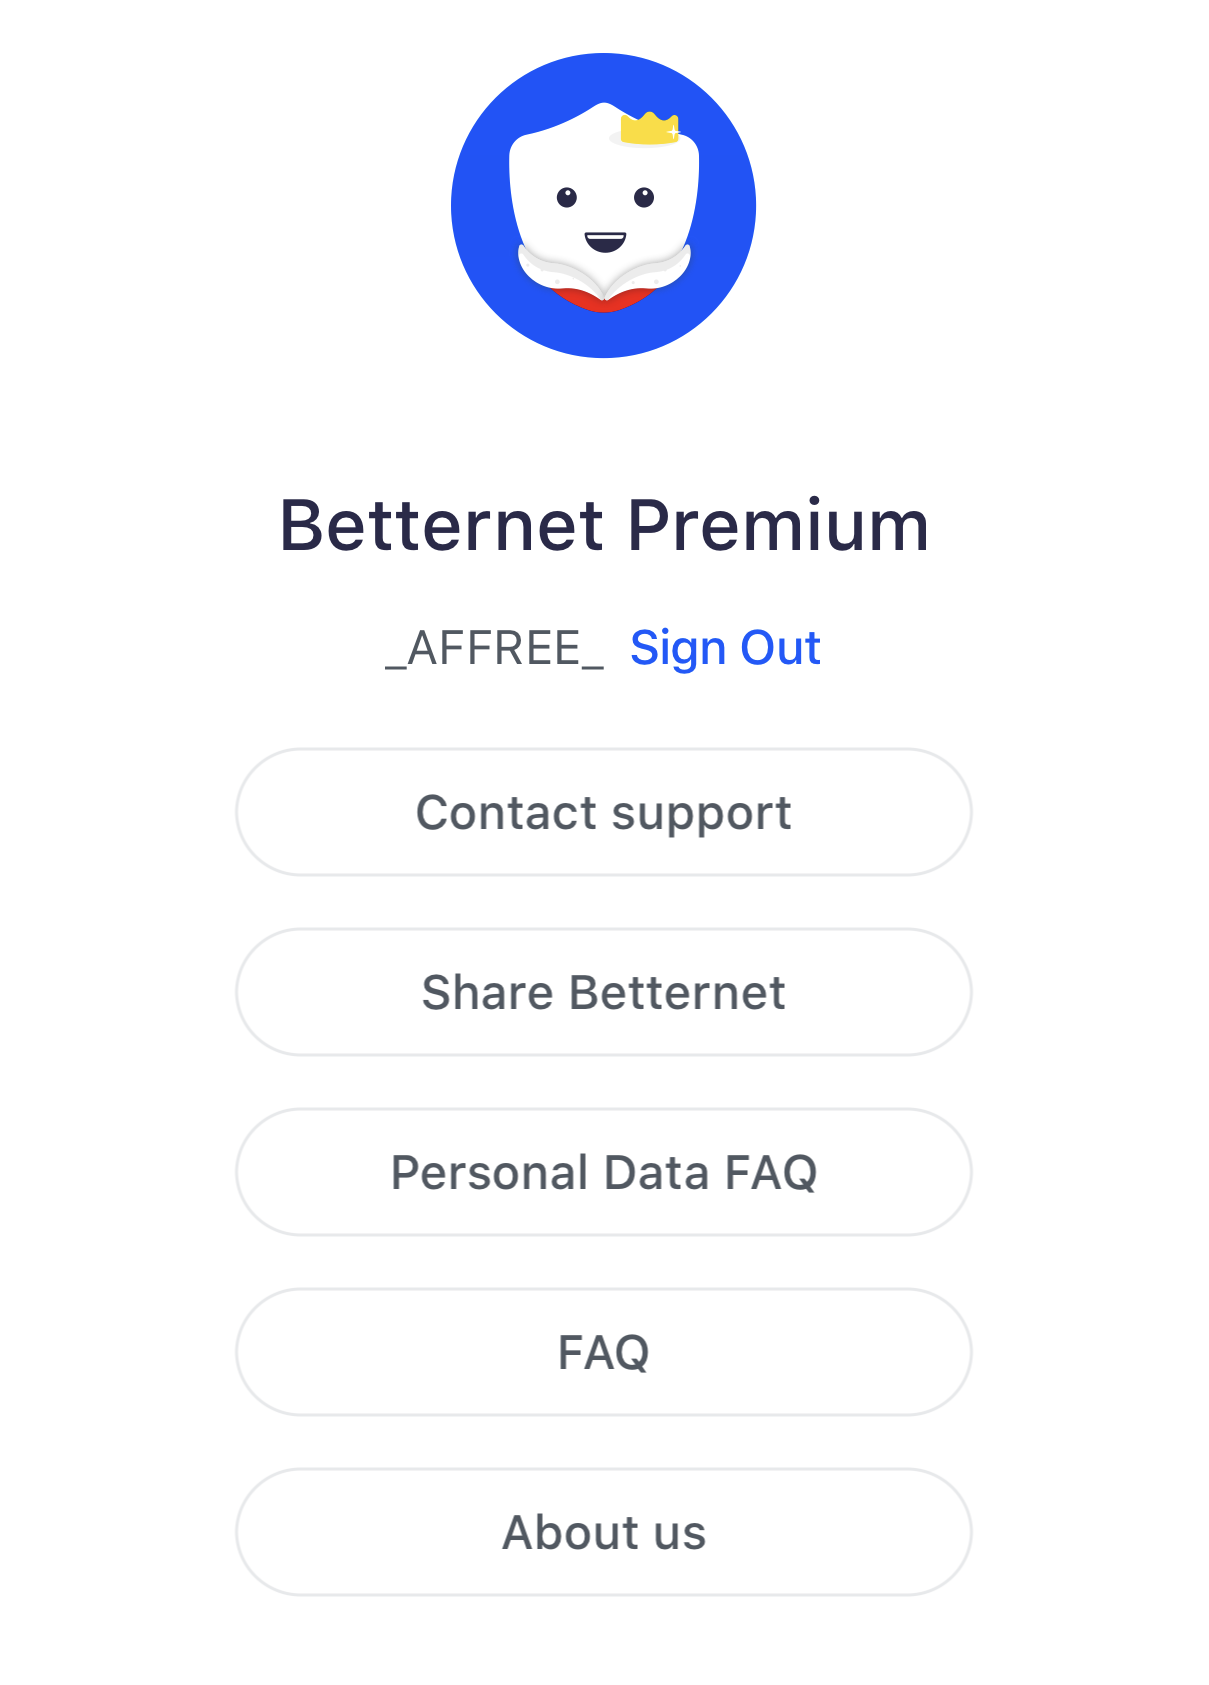 Betternet Premium
_AFFREE_ Sign Out
Contact support
Share Betternet
Personal Data FAQ
FAQ
About us